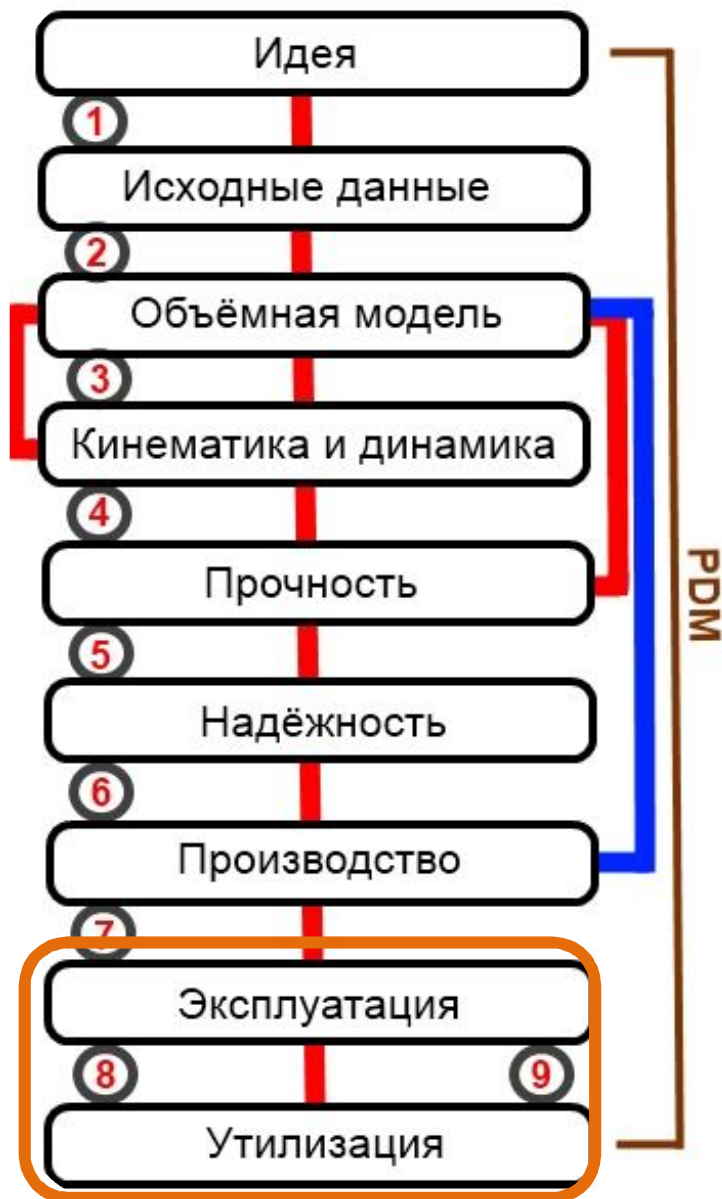 Идея
1
Исходные данные
2
Объёмная модель
3
Кинематика и динамика
4
Прочность
PDM
5
Надёжность
6
Производство
7
Эксплуатация
8 9
Утилизация